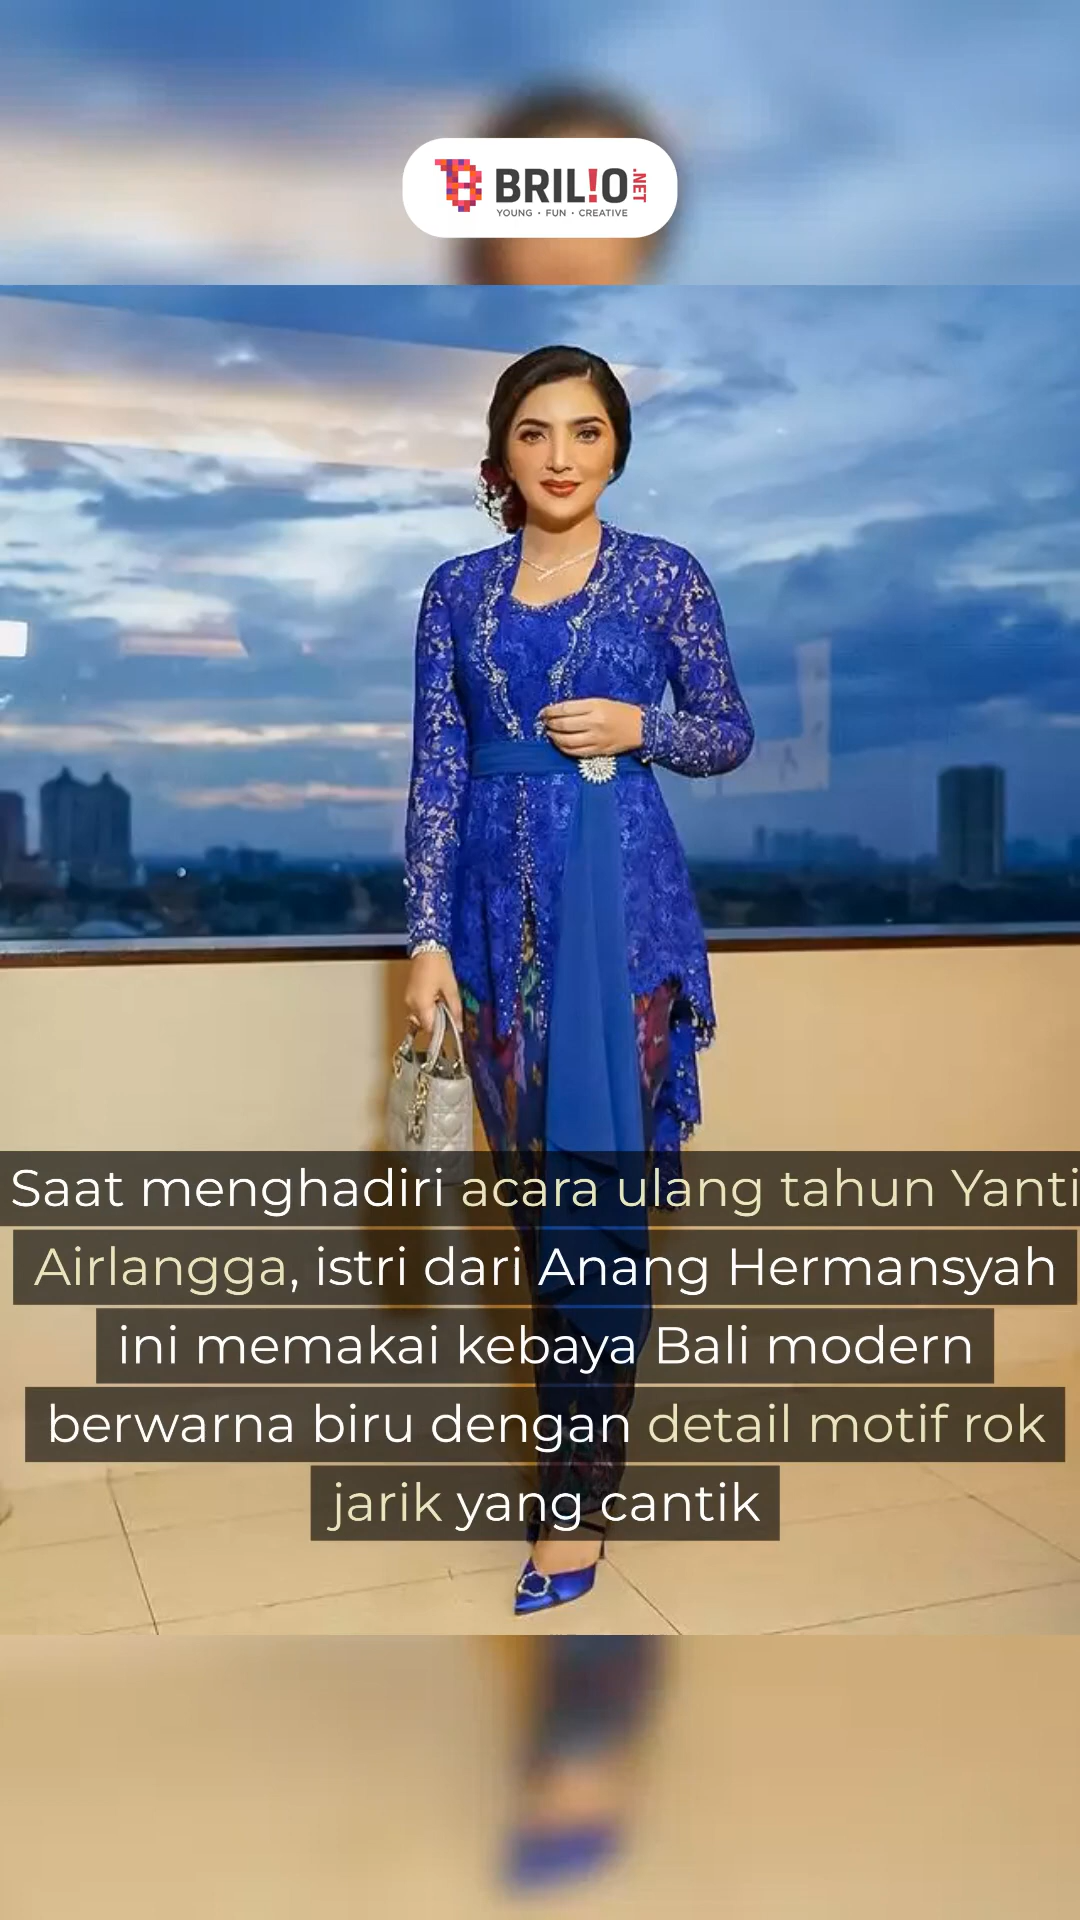 BRIL!O.NET
YOUNG • FUN • CREATIVE
Saat menghadiri acara ulang tahun Yanti
Airlangga, istri dari Anang Hermansyah
ini memakai kebaya Bali modern
berwarna biru dengan detail motif rok
jarik yang cantik